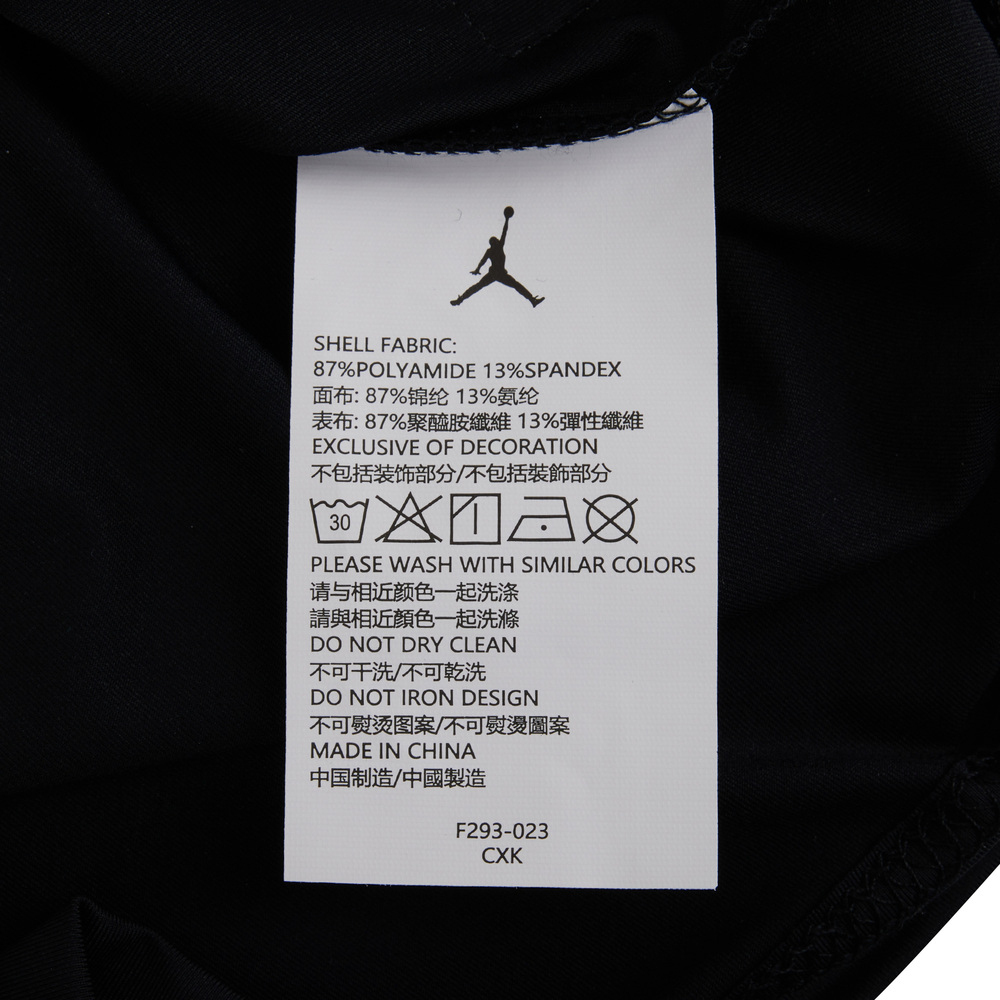 SHELL FABRIC:
87%POLYAMIDE 13%SPANDEX
面布: 87%锦纶 13%氨纶
表布: 87%聚醯胺纖維 13%彈性纖維
EXCLUSIVE OF DECORATION
不包括装饰部分/不包括裝飾部分
30
PLEASE WASH WITH SIMILAR COLORS
请与相近颜色一起洗涤
請與相近顏色一起洗滌
DO NOT DRY CLEAN
不可干洗/不可乾洗
DO NOT IRON DESIGN
不可熨烫图案/不可熨燙圖案
MADE IN CHINA
中国制造/中國製造
F293-023
CXK